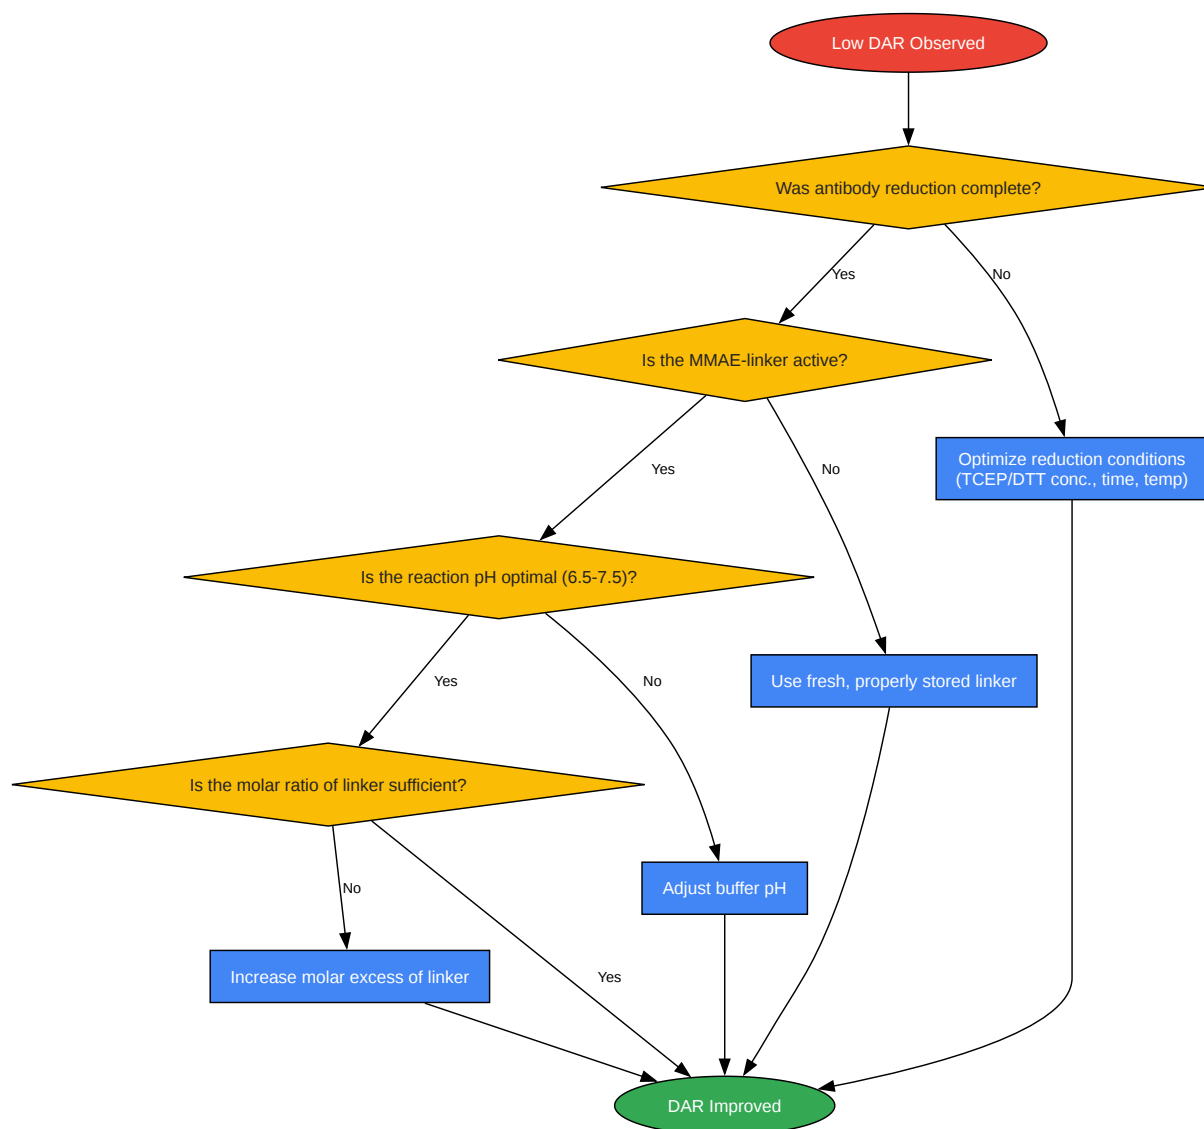 Low DAR Observed
Was antibody reduction complete?
Yes
No
Is the MMAE-linker active?
Yes
No
Optimize reduction conditions
(TCEP/DTT conc., time, temp)
Is the reaction pH optimal (6.5-7.5)?
Yes
No
Use fresh, properly stored linker
Is the molar ratio of linker sufficient?
No
Adjust buffer pH
Increase molar excess of linker
Yes
DAR Improved